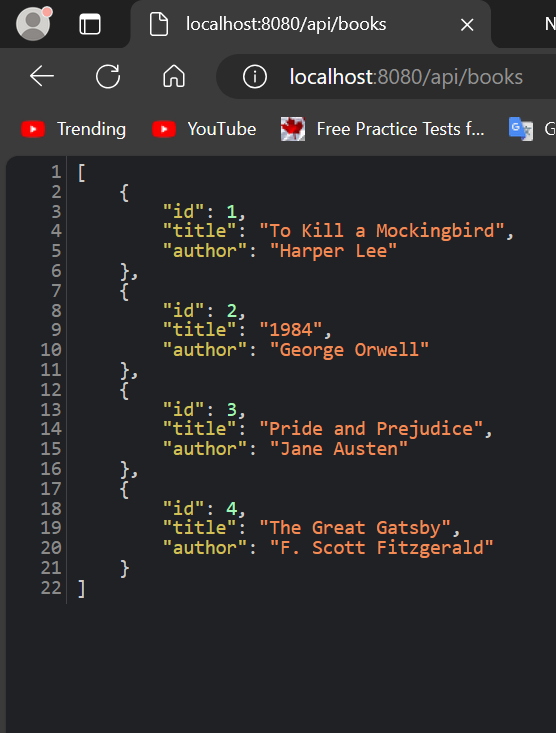 localhost:8080/api/books
N
localhost:8080/api/books
Trending YouTube Free Practice Tests f... G G
1 [
2 {
3 "id": 1,
4 "title": "To Kill a Mockingbird",
5 "author": "Harper Lee"
6 },
7 {
8 "id": 2,
9 "title": "1984",
10 "author": "George Orwell"
11 },
12 {
13 "id": 3,
14 "title": "Pride and Prejudice",
15 "author": "Jane Austen"
16 },
17 {
18 "id": 4,
19 "title": "The Great Gatsby",
20 "author": "F. Scott Fitzgerald"
21 }
22 ]